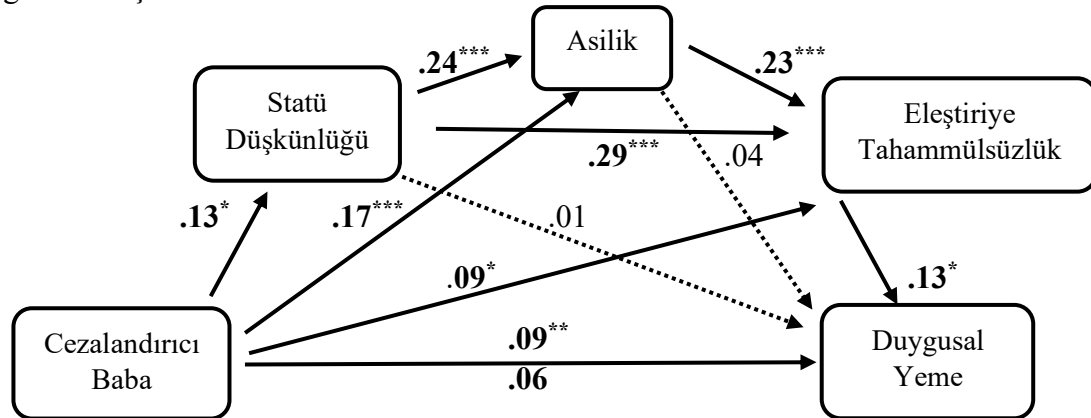 Asilik
.24***
.23***
Statü
Düşkünlüğü
Eleştiriye
Tahammülsüzlük
.29***
.04
.13*
.17***
.01
.09*
.13*
Cezalandırıcı
Baba
.09**
.06
Duygusal
Yeme